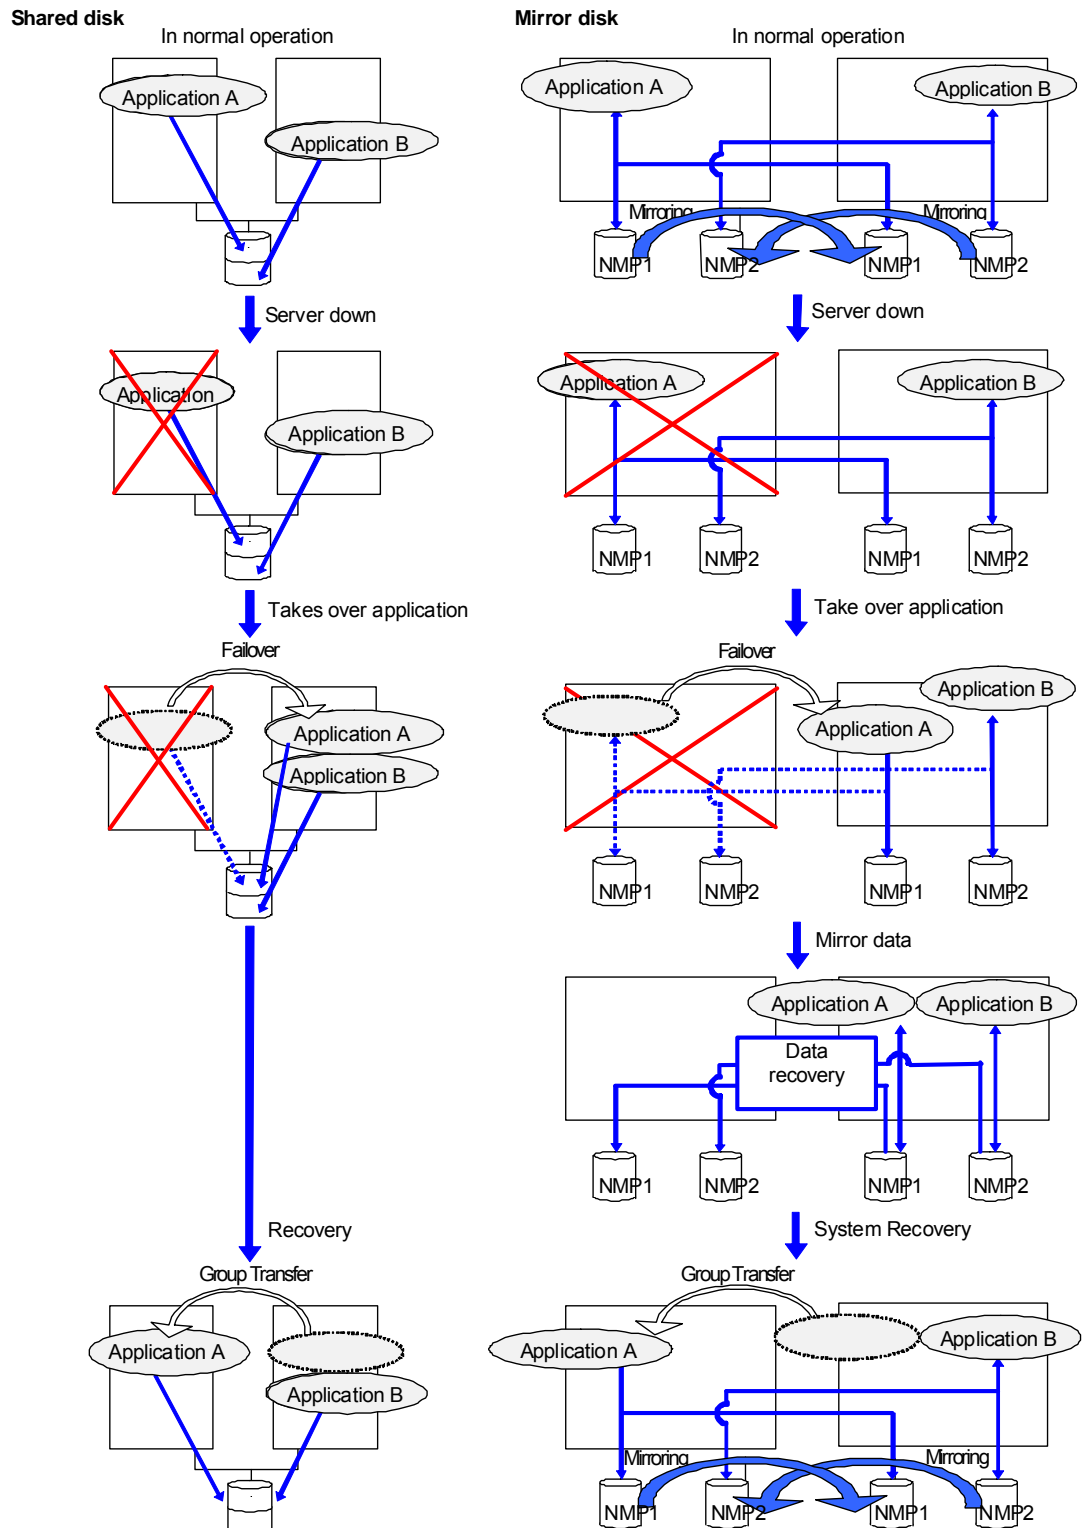 Shared disk
In normal operation
Application A
Application B
Server down
Application
Application B
Takes over application
Failover
Application A
Application B
Recovery
Group Transfer
Application A
Application B
Mirror disk
In normal operation
Application A
Application B
Mirroring
Mirroring
NMP1
NMP2
NMP1
NMP2
Server down
Application A
Application B
NMP1
NMP2
NMP1
NMP2
Take over application
Failover
Application B
Application A
NMP1
NMP2
NMP1
NMP2
Mirror data
Application A
Application B
Data
recovery
NMP1
NMP2
NMP1
NMP2
System Recovery
Group Transfer
Application A
Application B
Mirroring
Mirroring
NMP1
NMP2
NMP1
NMP2